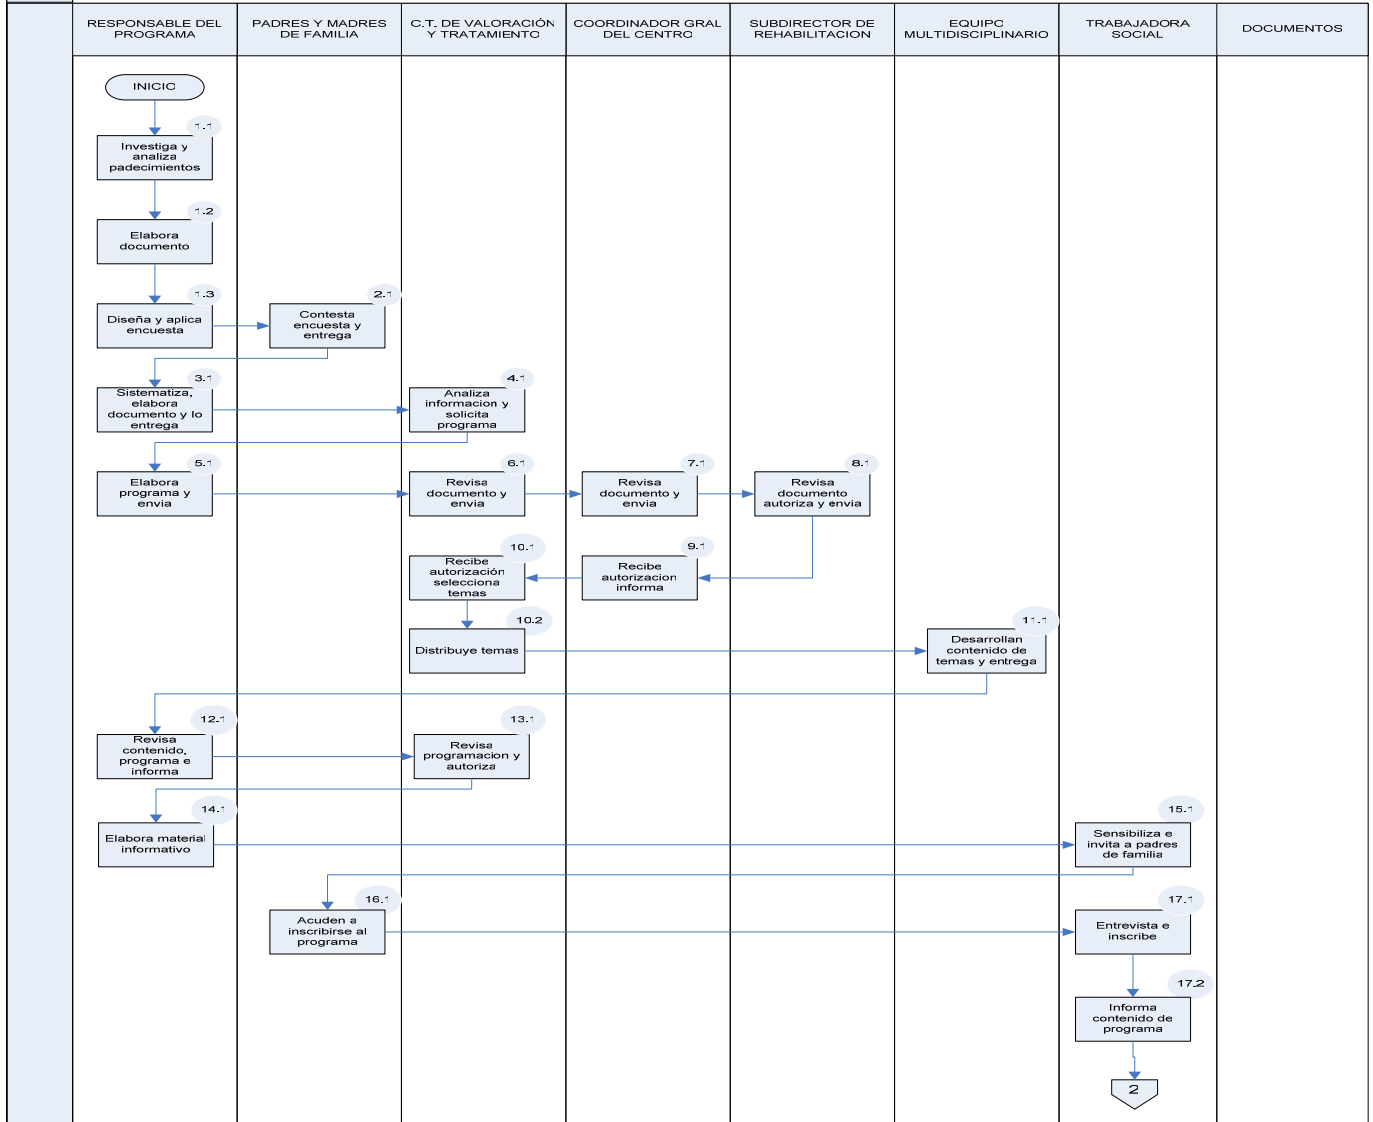 RESPONSABLE DEL
PROGRAMA
PADRES Y MADRES
DE FAMILIA
C.T. DE VALORACIÓN
Y TRATAMIENTO
COORDINADOR GRAL
DEL CENTRO
SUBDIRECTOR DE
REHABILITACION
EQUIPO
MULTIDISCIPLINARIO
TRABAJADORA
SOCIAL
DOCUMENTOS
INICIO
1.1
Investiga y
analiza
padecimientos
1.2
Elabora
documento
1.3
Diseña y aplica
encuesta
2.1
Contesta
encuesta y
entrega
3.1
Sistematiza,
elabora
documento y lo
entrega
4.1
Analiza
informacion y
solicita
programa
5.1
Elabora
programa y
envia
6.1
Revisa
documento y
envia
7.1
Revisa
documento y
envia
8.1
Revisa
documento
autoriza y envia
9.1
Recibe
autorizacion
informa
10.1
Recibe
autorización
selecciona
temas
10.2
Distribuye temas
11.1
Desarrollan
contenido de
temas y entrega
12.1
Revisa
contenido,
programa e
informa
13.1
Revisa
programacion y
autoriza
14.1
Elabora material
informativo
15.1
Sensibiliza e
invita a padres
de familia
16.1
Acuden a
inscribirse al
programa
17.1
Entrevista e
inscribe
17.2
Informa
contenido de
programa
2